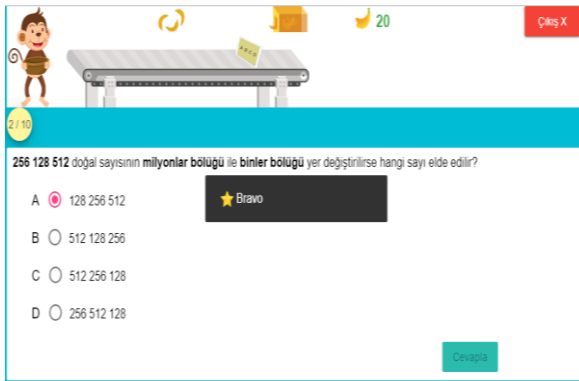 20
Çıkış X
2 / 10
256 128 512 doğal sayısının milyonlar bölüğü ile binler bölüğü yer değiştirilirse hangi sayı elde edilir?
A 128 256 512
Bravo
B 512 128 256
C 512 256 128
D 256 512 128
Cevapla